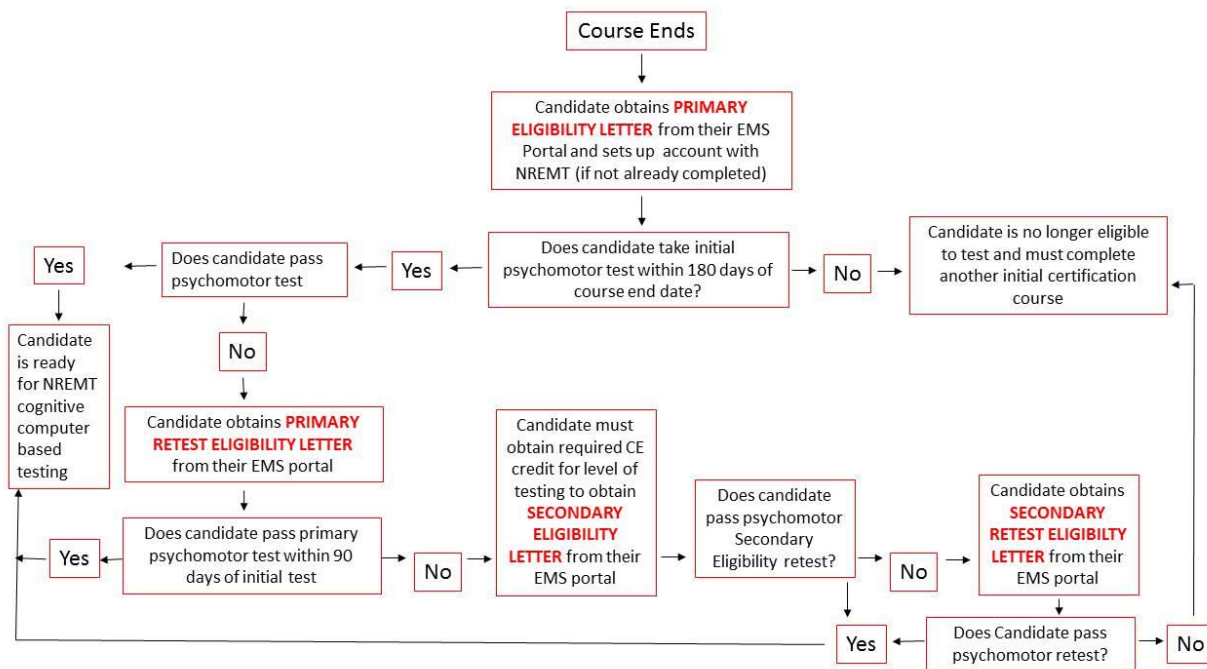 Course Ends
Candidate obtains PRIMARY
ELIGIBILITY LETTER from their EMS
Portal and sets up account with
NREMT (if not already completed)
Does candidate take initial
psychomotor test within 180 days of
course end date?
No
Candidate is no longer eligible
to test and must complete
another initial certification
course
Yes
Does candidate pass
psychomotor test
Yes
Candidate
is ready
for NREMT
cognitive
computer
based
testing
No
Candidate obtains PRIMARY
RETEST ELIGIBILITY LETTER
from their EMS portal
Does candidate pass primary
psychomotor test within 90
days of initial test
Yes
No
Candidate must
obtain required CE
credit for level of
testing to obtain
SECONDARY
ELIGIBILITY
LETTER from their
EMS portal
Does candidate
pass psychomotor
Secondary
Eligibility retest?
No
Candidate obtains
SECONDARY
RETEST ELIGIBILTY
LETTER from their
EMS portal
Yes
Does Candidate pass
psychomotor retest?
No